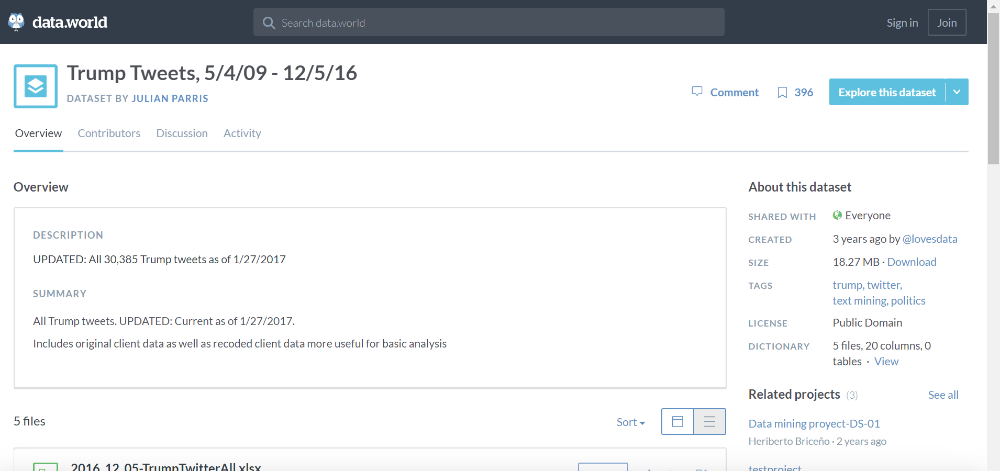 data.world
Search data.world
Sign in
Join
Trump Tweets, 5/4/09 - 12/5/16
DATASET BY JULIAN PARRIS
Comment
396
Explore this dataset
Overview
Contributors
Discussion
Activity
Overview
DESCRIPTION
UPDATED: All 30,385 Trump tweets as of 1/27/2017
SUMMARY
All Trump tweets. UPDATED: Current as of 1/27/2017.
Includes original client data as well as recoded client data more useful for basic analysis
5 files
Sort
2016_12_05-TrumpTwitterAll.xlsx
About this dataset
SHARED WITH Everyone
CREATED 3 years ago by @lovesdata
SIZE 18.27 MB · Download
TAGS trump, twitter,
text mining, politics
LICENSE Public Domain
DICTIONARY 5 files, 20 columns, 0
tables · View
Related projects (3) See all
Data mining proyect-DS-01
Heriberto Briceño · 2 years ago
testproject